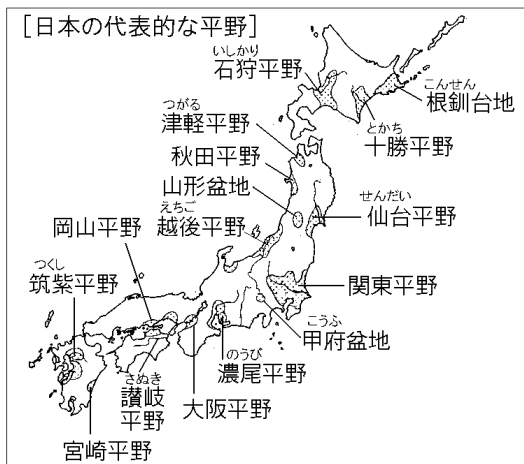 [日本の代表的な平野]
いしかり
石狩平野
こんせん
根釧台地
とかち
十勝平野
つがる
津軽平野
秋田平野
山形盆地
せんだい
仙台平野
えちご
越後平野
岡山平野
つくし
筑紫平野
関東平野
こうふ
甲府盆地
のうび
濃尾平野
さぬき
讃岐
平野
大阪平野
宮崎平野